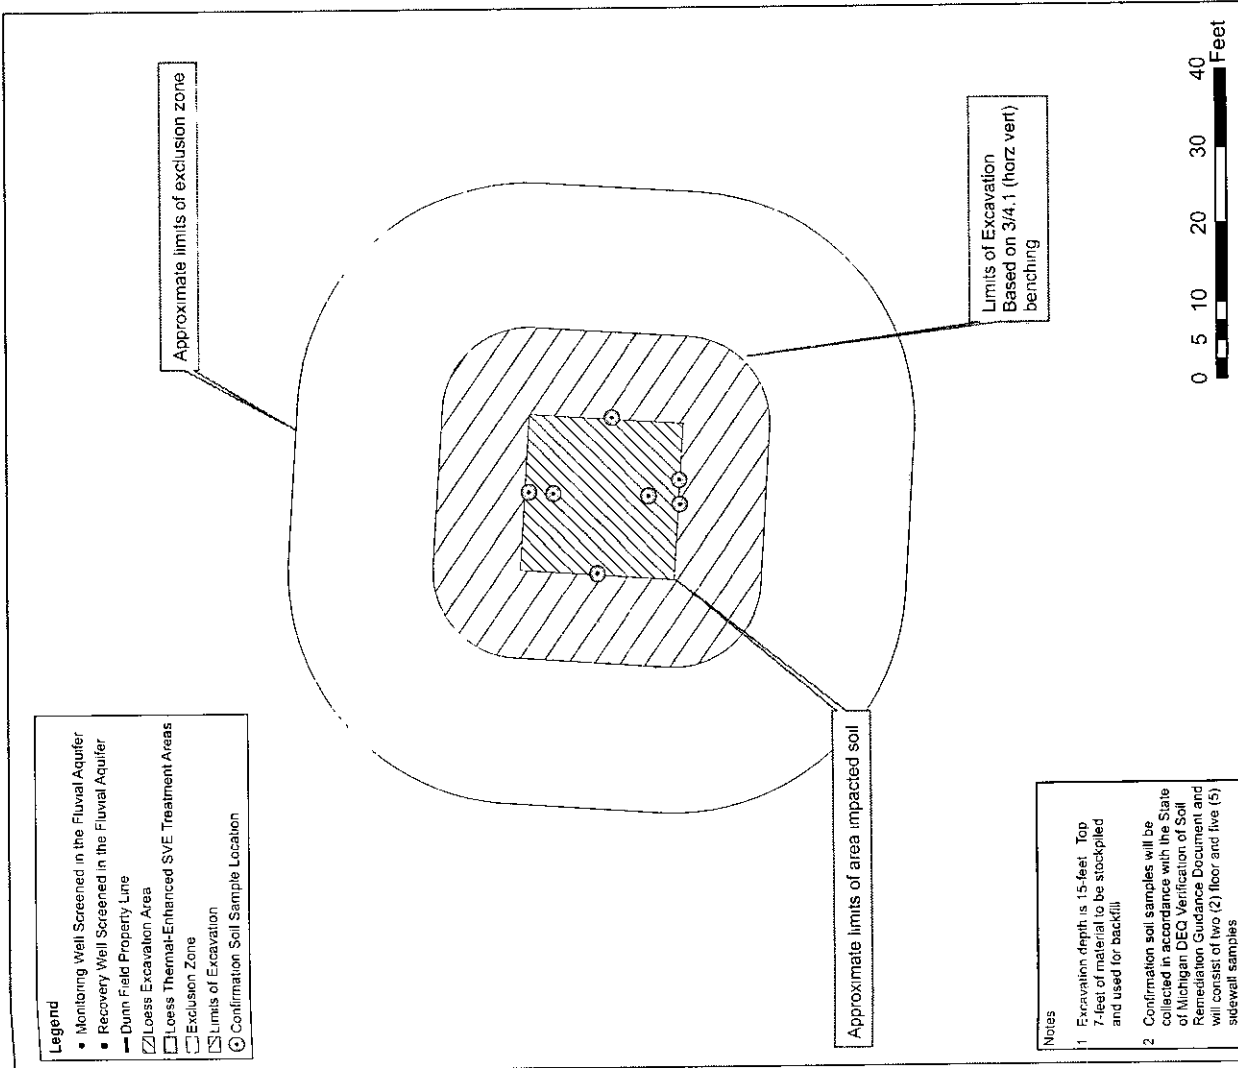 Legend
Monitoring Well Screened in the Fluvial Aquifer
Recovery Well Screened in the Fluvial Aquifer
Dunn Field Property Line
Loess Excavation Area
Loess Thermal-Enhanced SVE Treatment Areas
Exclusion Zone
Limits of Excavation
Confirmation Soil Sample Location
Approximate limits of exclusion zone
Approximate limits of area impacted soil
Limits of Excavation
Based on 3/4.1 (horz vert)
benching
Notes
1 Excavation depth is 15-feet Top
7-feet of material to be stockpiled
and used for backfill
2 Confirmation soil samples will be
collected in accordance with the State
of Michigan DEQ Verification of Soil
Remediation Guidance Document and
will consist of two (2) floor and five (5)
sidewall samples
0 5 10 20 30 40
Feet